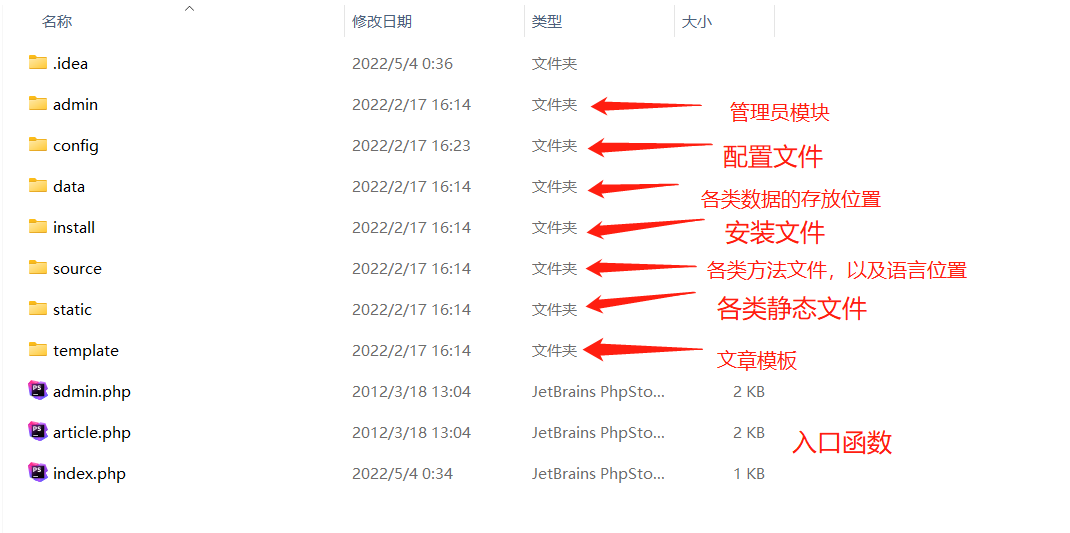 名称 修改日期 类型 大小
.idea 2022/5/4 0:36 文件夹
admin 2022/2/17 16:14 文件夹 管理员模块
config 2022/2/17 16:23 文件夹 配置文件
data 2022/2/17 16:14 文件夹 各类数据的存放位置
install 2022/2/17 16:14 文件夹 安装文件
source 2022/2/17 16:14 文件夹 各类方法文件，以及语言位置
static 2022/2/17 16:14 文件夹 各类静态文件
template 2022/2/17 16:14 文件夹 文章模板
admin.php 2012/3/18 13:04 JetBrains PhpSto... 2 KB
article.php 2012/3/18 13:04 JetBrains PhpSto... 2 KB 入口函数
index.php 2022/5/4 0:34 JetBrains PhpSto... 1 KB